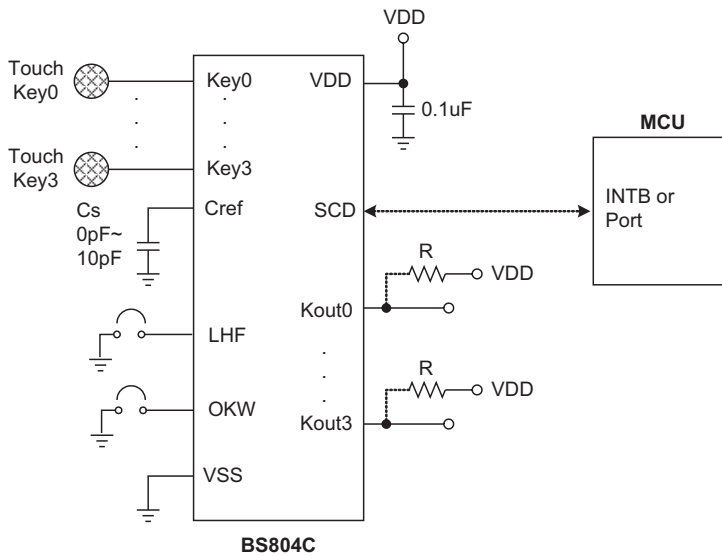 VDD
Touch
Key0
Key0
VDD
0.1uF
MCU
Touch
Key3
Key3
Cs
0pF~
10pF
Cref
SCD
INTB or
Port
R
VDD
Kout0
LHF
R
VDD
OKW
Kout3
VSS
BS804C